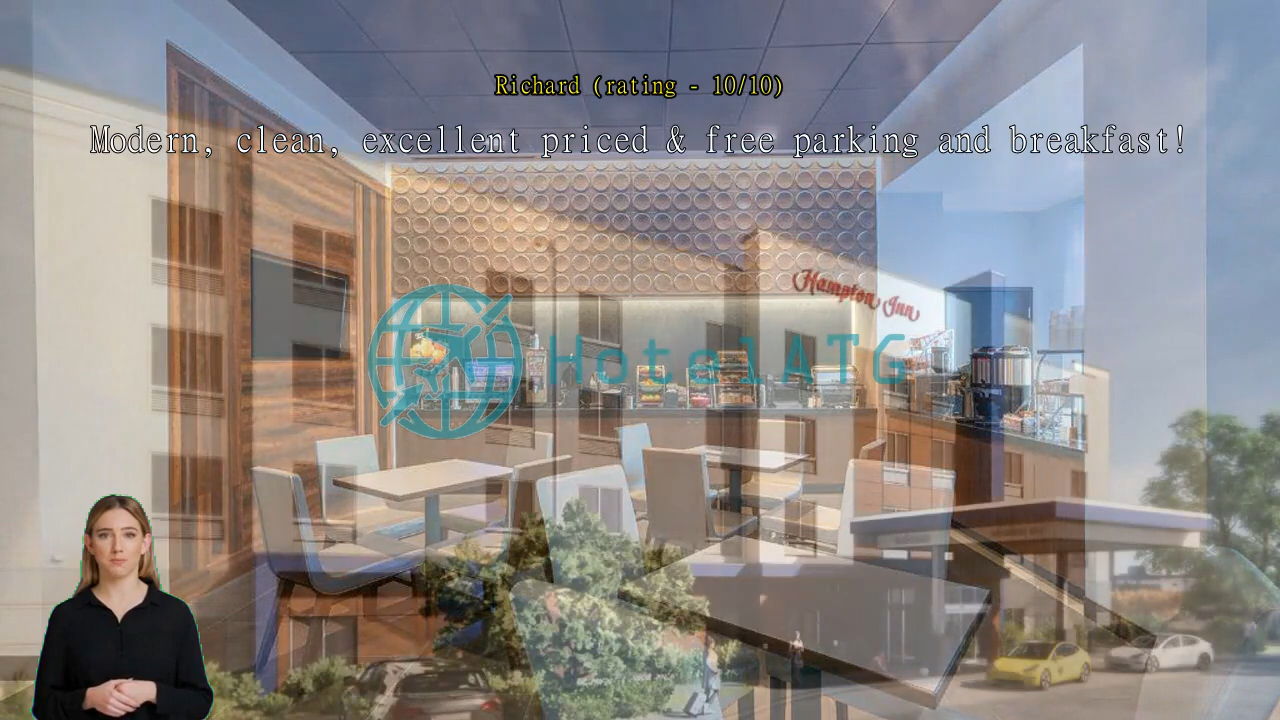 Richard (rating - 10/10)
Modern, clean, excellent priced & free parking and breakfast!
Hampton Inn
HotelATG